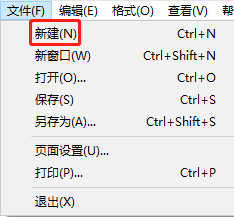 文件(F) 编辑(E) 格式(O) 查看(V) 帮
新建(N) Ctrl+N
新窗口(W) Ctrl+Shift+N
打开(O)... Ctrl+O
保存(S) Ctrl+S
另存为(A)... Ctrl+Shift+S
页面设置(U)...
打印(P)... Ctrl+P
退出(X)